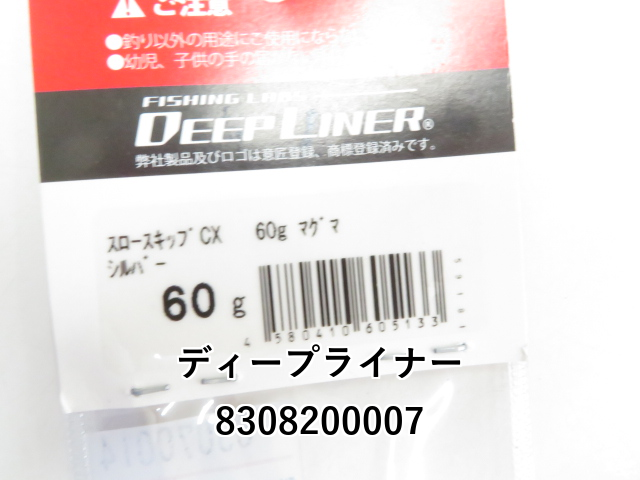 ご注意
●釣り以外の用途にご使用になら
●幼児、子供の手の
FISHING LABO
DEEP LINER®
弊社製品及びロゴは意匠登録、商標登録済みです。
スロースキップCX 60g マグマ
シルバー
60 g
4 580410 605133
ディープライナー
8308200007